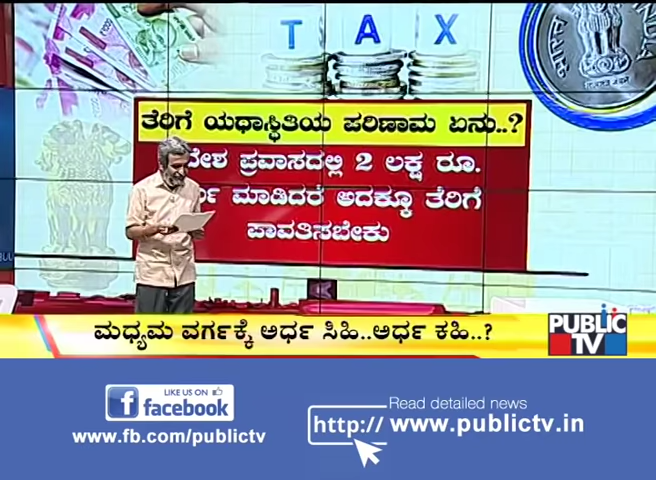 TAX
ತೆರಿಗೆ ಯಥಾಸ್ಥಿತಿಯ ಪರಿಣಾಮ ಏನು..?
ಪ್ರವಾಸದಲ್ಲಿ 2 ಲಕ್ಷ ರೂ.
ಮಾಡಿದರೆ ಅದಕ್ಕೂ ತೆರಿಗೆ
ಪಾವತಿಸಬೇಕು
ಮಧ್ಯಮ ವರ್ಗಕ್ಕೆ ಅರ್ಧ ಸಿಹಿ..ಅರ್ಧ ಕಹಿ..?
PUBLIC
TV
LIKE US ON
facebook
www.fb.com/publictv
Read detailed news
http:// www.publictv.in